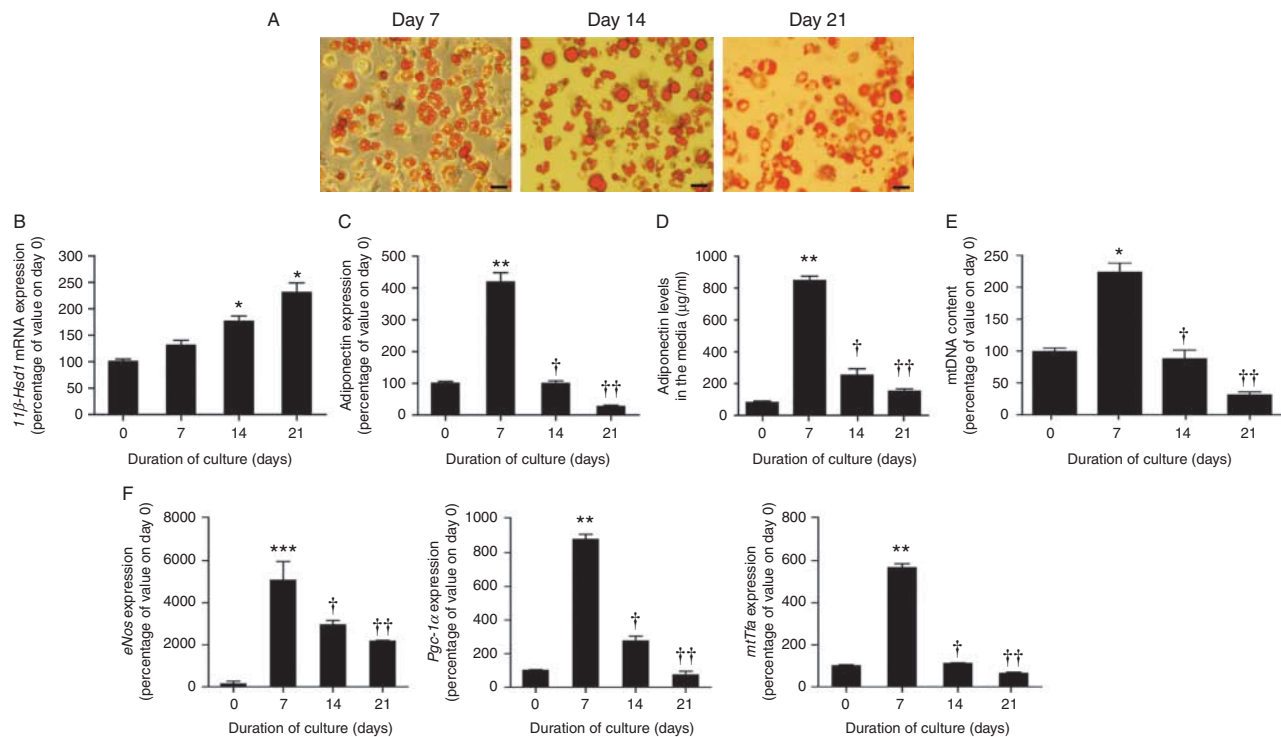 A
Day 7
Day 14
Day 21
B
11β-Hsd1 mRNA expression
(percentage of value on day 0)
300
250
200
150
100
50
0
*
*
0 7 14 21
Duration of culture (days)
C
Adiponectin expression
(percentage of value on day 0)
500
400
300
200
100
0
**
†
††
0 7 14 21
Duration of culture (days)
D
Adiponectin levels
in the media (μg/ml)
1000
800
600
400
200
0
**
†
††
0 7 14 21
Duration of culture (days)
E
mtDNA content
(percentage of value on day 0)
300
250
200
150
100
50
0
*
†
††
0 7 14 21
Duration of culture (days)
F
eNos expression
(percentage of value on day 0)
8000
6000
4000
2000
0
***
†
††
0 7 14 21
Duration of culture (days)
Pgc-1α expression
(percentage of value on day 0)
1000
800
600
400
200
0
**
†
††
0 7 14 21
Duration of culture (days)
mtTfa expression
(percentage of value on day 0)
800
600
400
200
0
**
†
††
0 7 14 21
Duration of culture (days)